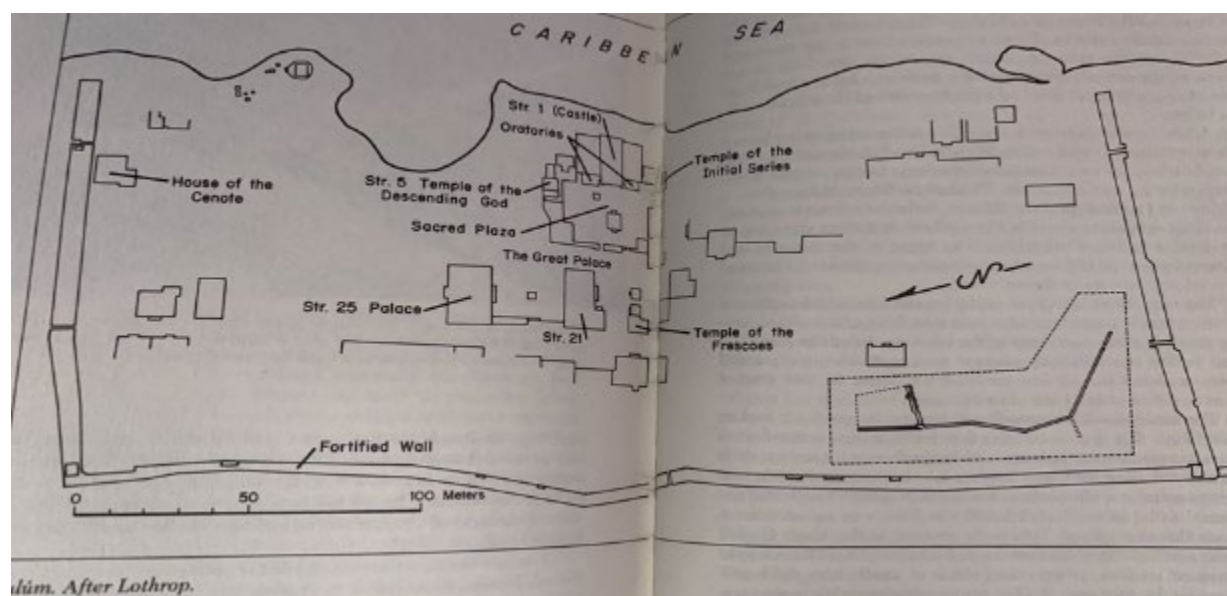 CARIBBEAN SEA
Str. 1 (Castle)
Oratories
Temple of the
Initial Series
House of the
Cenote
Str. 5 Temple of the
Descending God
Sacred Plaza
The Great Palace
N
Str. 25 Palace
Str. 21
Temple of the
Frescoes
Fortified Wall
0 50 100 Meters
lúm. After Lothrop.